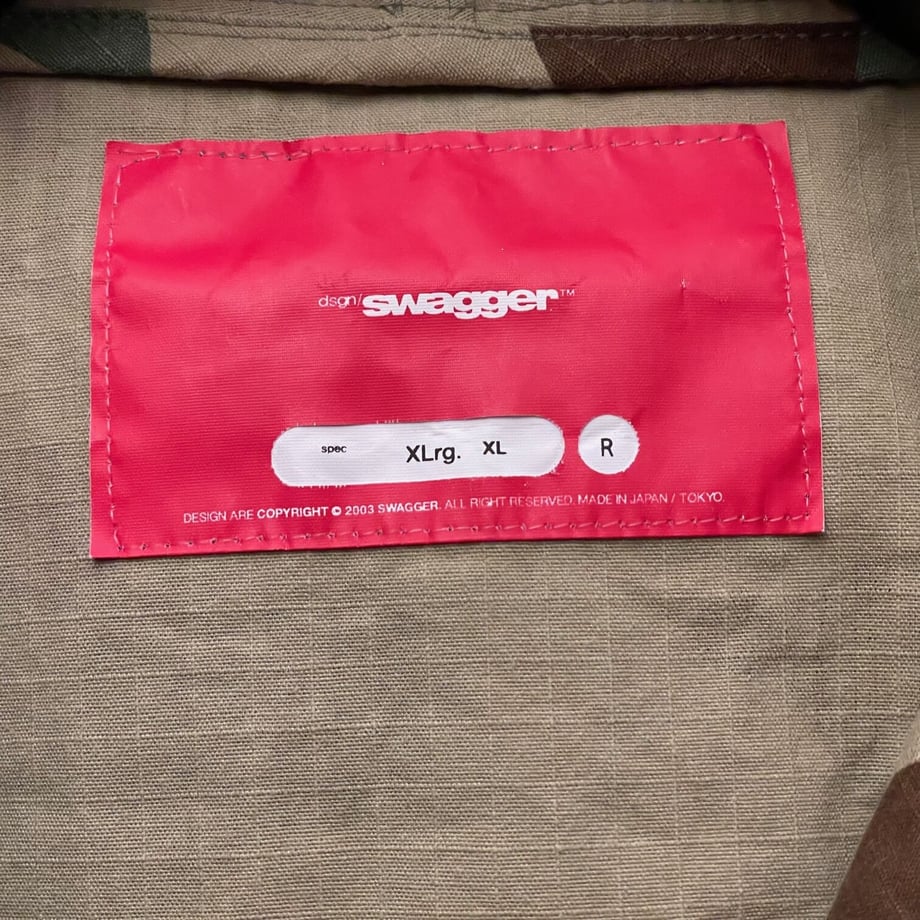 dsgn/swagger™
spec XLrg. XL R
DESIGN ARE COPYRIGHT © 2003 SWAGGER. ALL RIGHT RESERVED. MADE IN JAPAN / TOKYO.